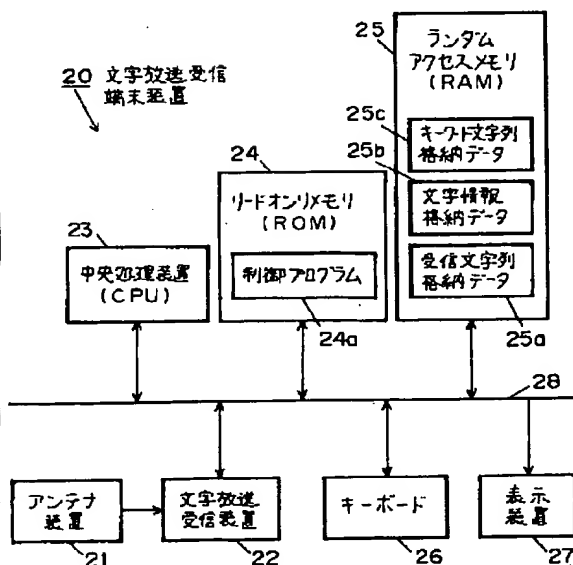 20 文字放送受信
端末装置
25
ランダム
アクセスメモリ
(RAM)
25c
キーワード文字列
格納データ
25b
文字情報
格納データ
受信文字列
格納データ
25a
24
リードオンリメモリ
(ROM)
制御プログラム
24a
23
中央処理装置
(CPU)
28
アンテナ
装置
21
文字放送
受信装置
22
キーボード
26
表示
装置
27